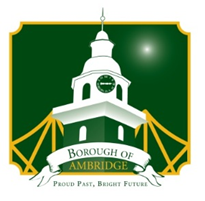 BOROUGH OF
AMBRIDGE
PROUD PAST, BRIGHT FUTURE